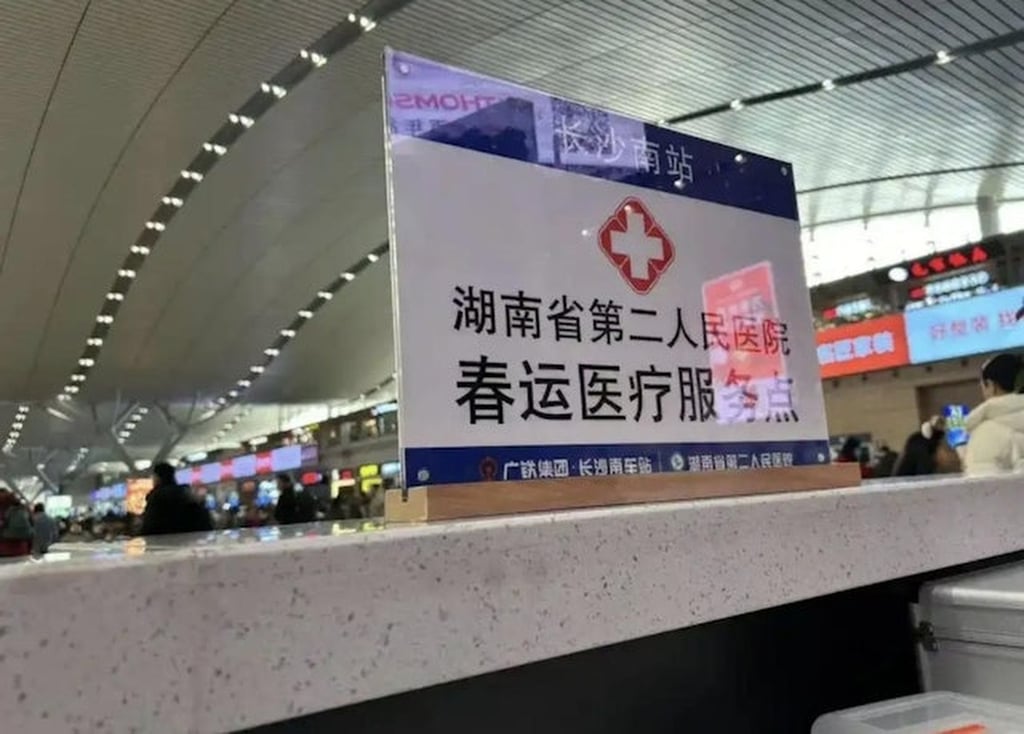 长沙南站
湖南省第二人民医院
春运医疗服务点
广铁集团·长沙南车站 湖南省第二人民医院